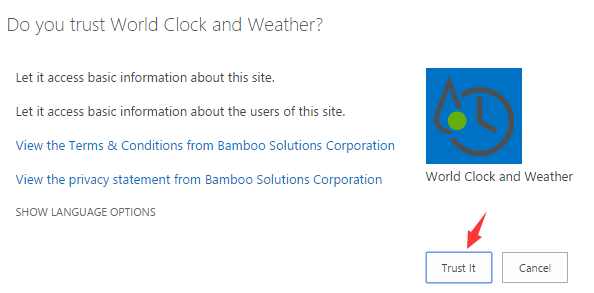 Do you trust World Clock and Weather?
Let it access basic information about this site.
Let it access basic information about the users of this site.
View the Terms & Conditions from Bamboo Solutions Corporation
View the privacy statement from Bamboo Solutions Corporation
SHOW LANGUAGE OPTIONS
World Clock and Weather
Trust It
Cancel